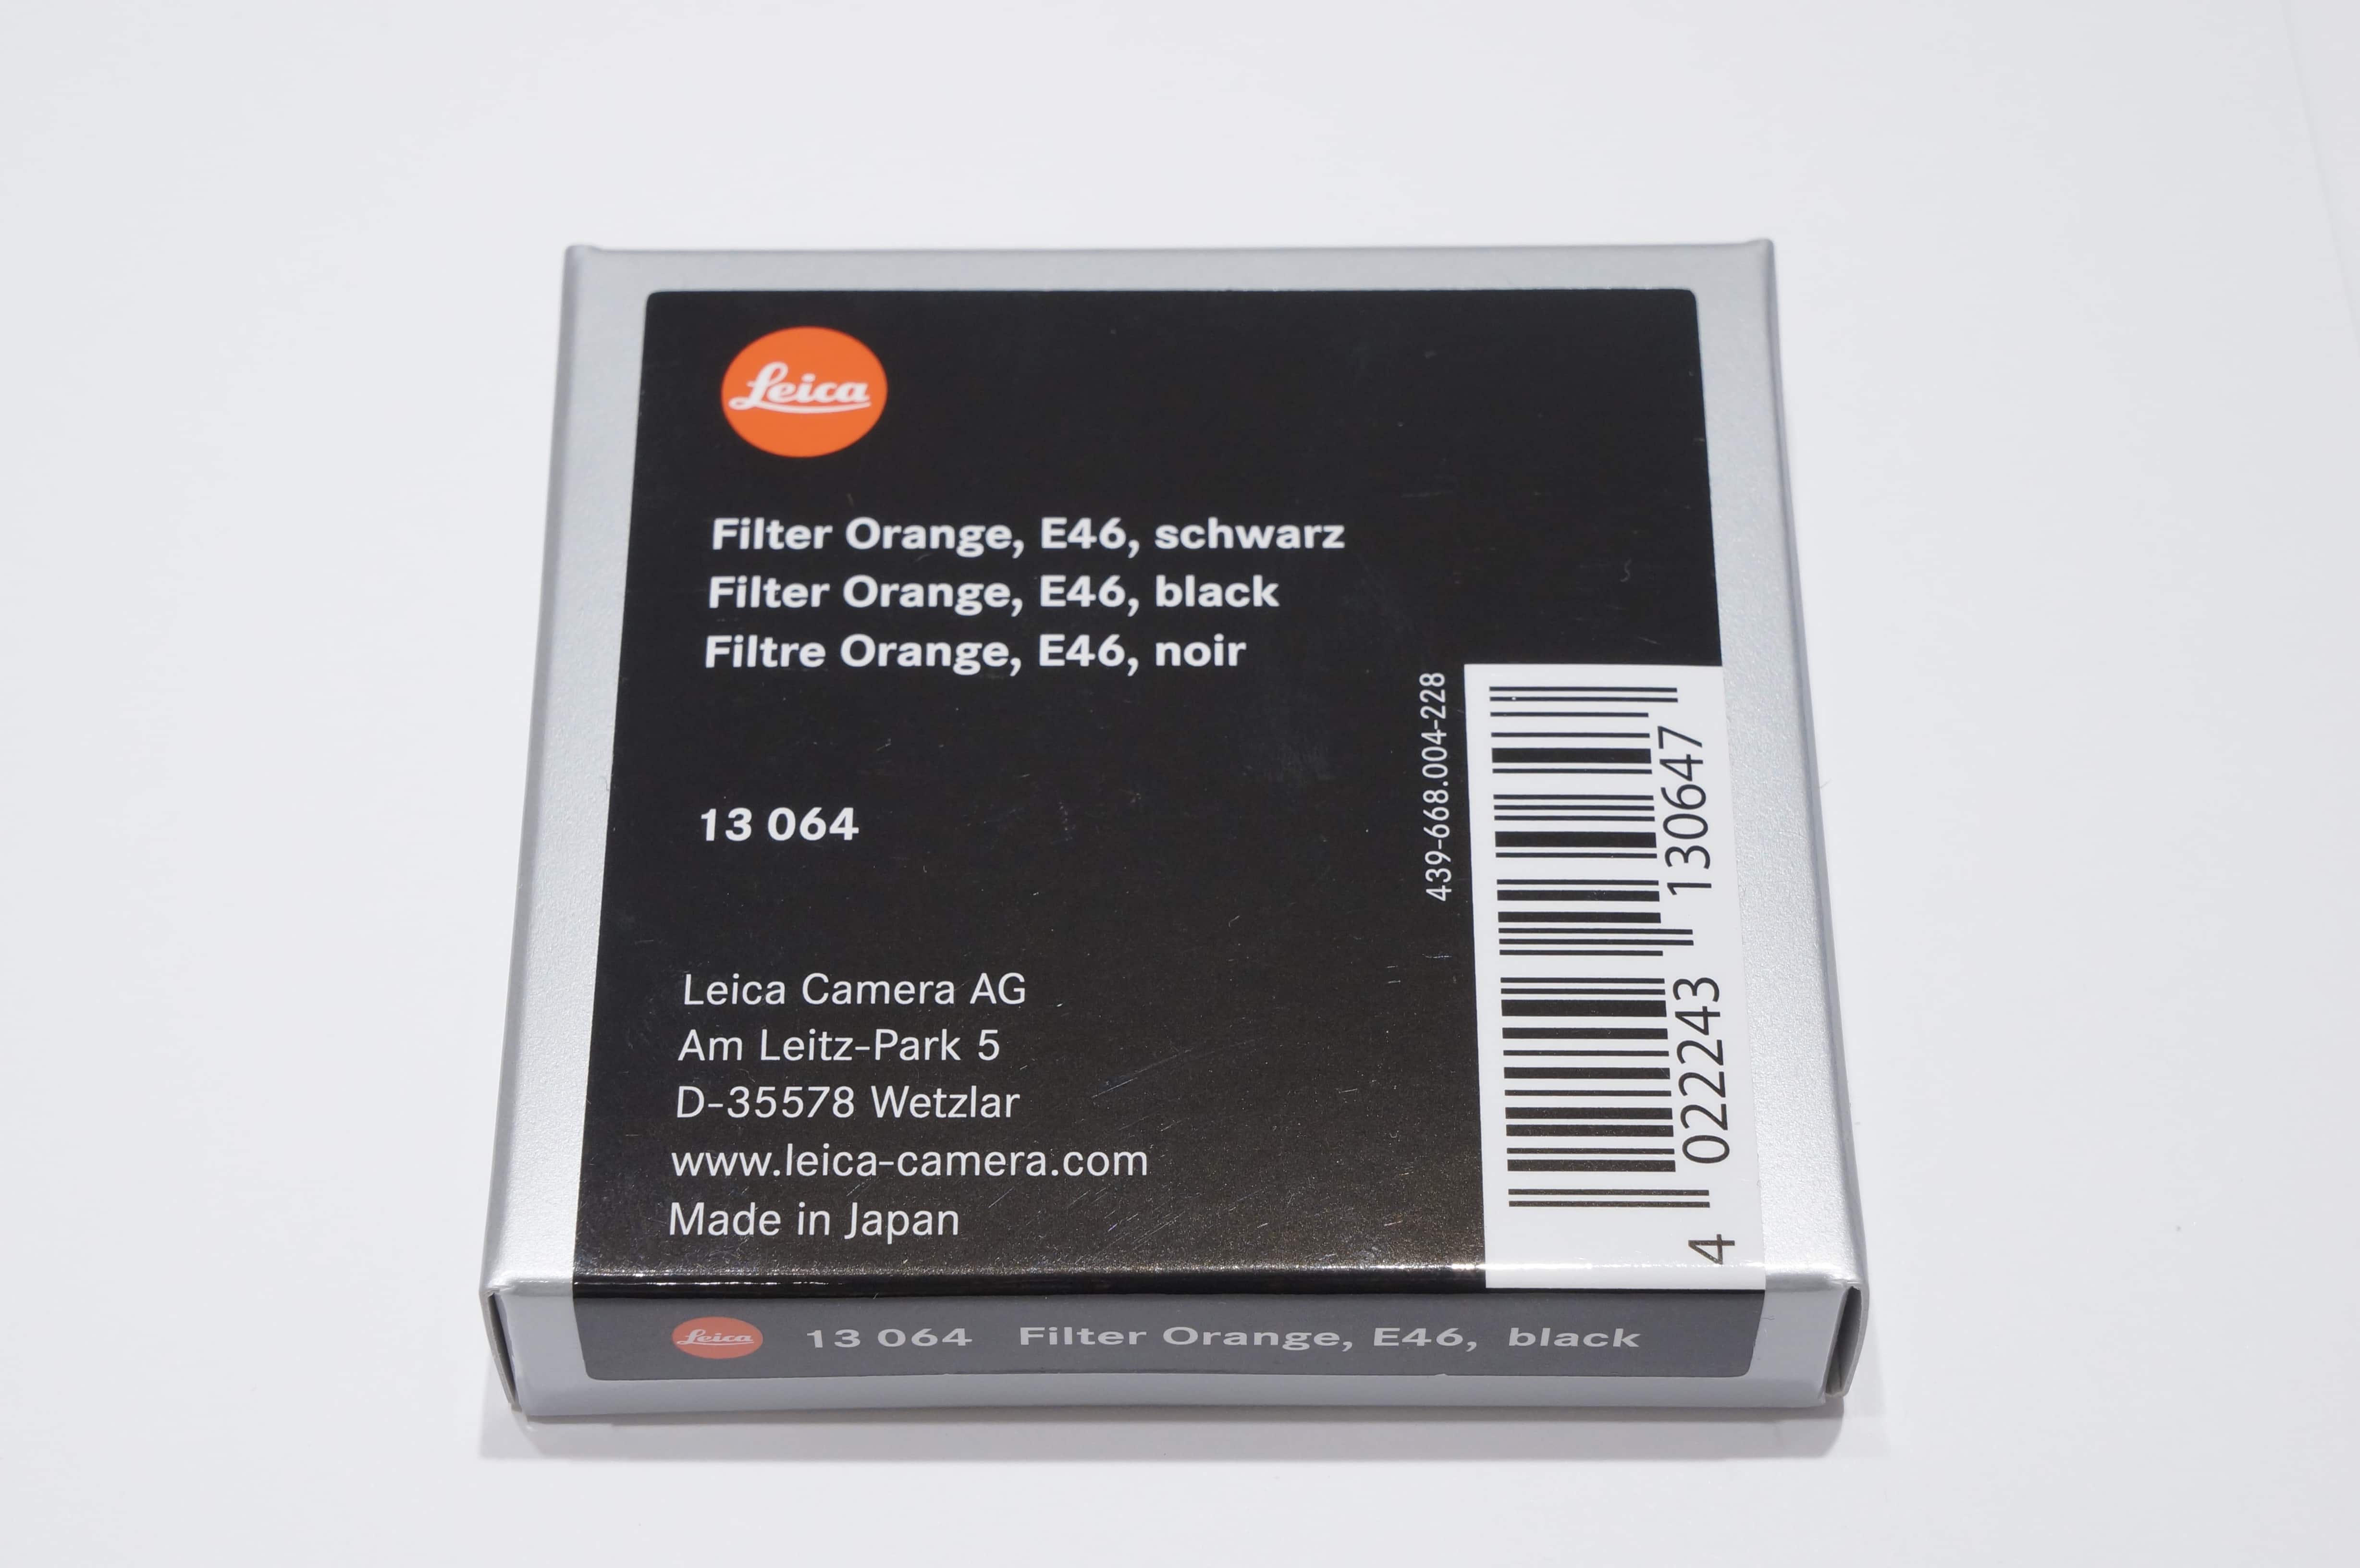 Leica
Filter Orange, E46, schwarz
Filter Orange, E46, black
Filtre Orange, E46, noir
13 064
439-668.004-228
4 022243 130647
Leica Camera AG
Am Leitz-Park 5
D-35578 Wetzlar
www.leica-camera.com
Made in Japan
Leica 13 064 Filter Orange, E46, black